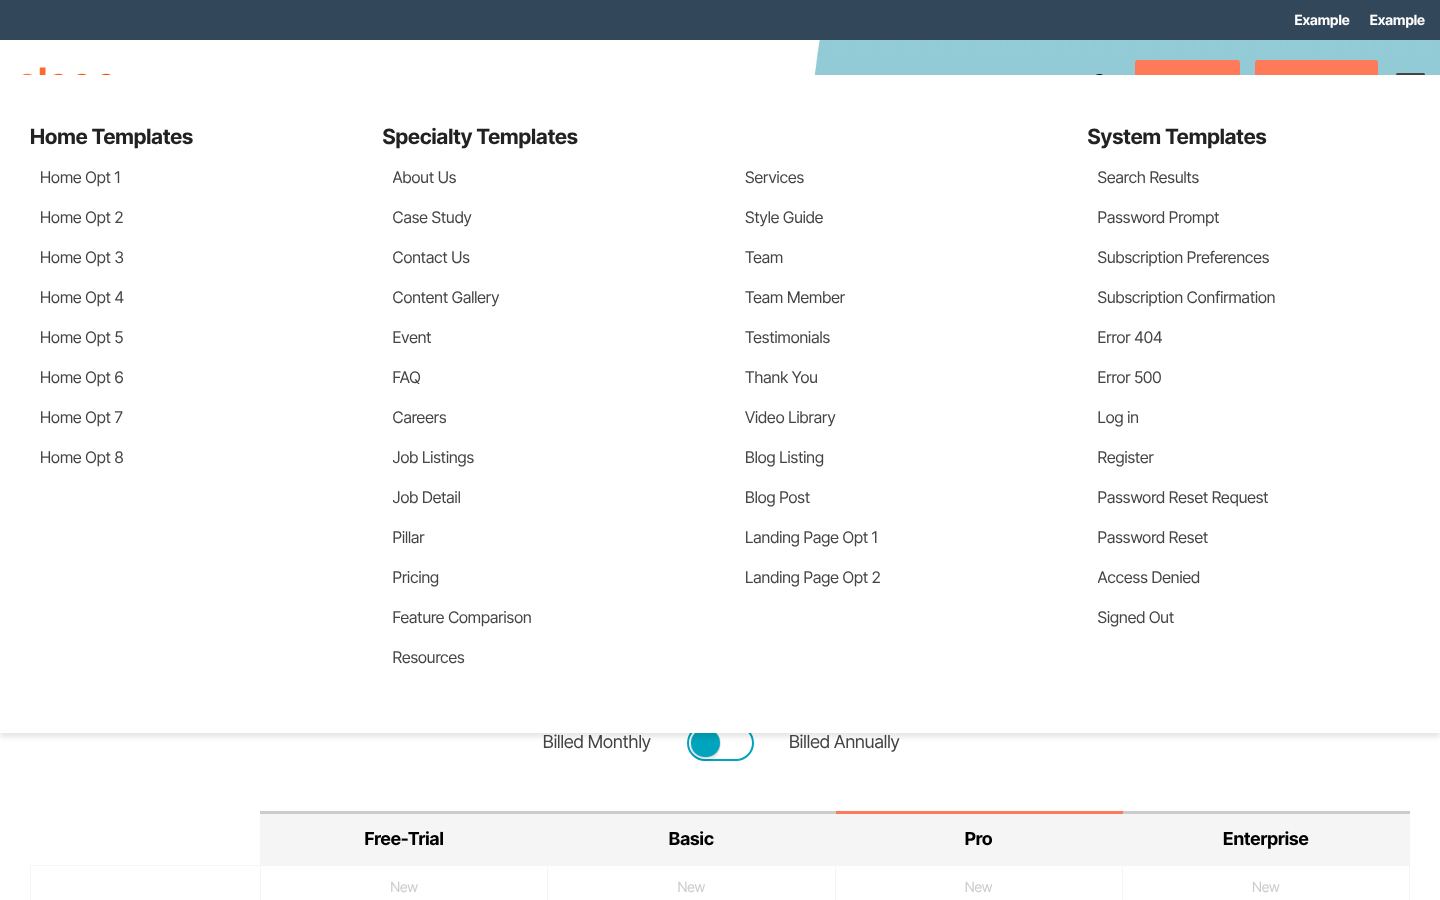 Example Example
Home Templates
Home Opt 1
Home Opt 2
Home Opt 3
Home Opt 4
Home Opt 5
Home Opt 6
Home Opt 7
Home Opt 8
Specialty Templates
About Us
Case Study
Contact Us
Content Gallery
Event
FAQ
Careers
Job Listings
Job Detail
Pillar
Pricing
Feature Comparison
Resources
Services
Style Guide
Team
Team Member
Testimonials
Thank You
Video Library
Blog Listing
Blog Post
Landing Page Opt 1
Landing Page Opt 2
System Templates
Search Results
Password Prompt
Subscription Preferences
Subscription Confirmation
Error 404
Error 500
Log in
Register
Password Reset Request
Password Reset
Access Denied
Signed Out
Billed Monthly Billed Annually
Free-Trial Basic Pro Enterprise
New New New New